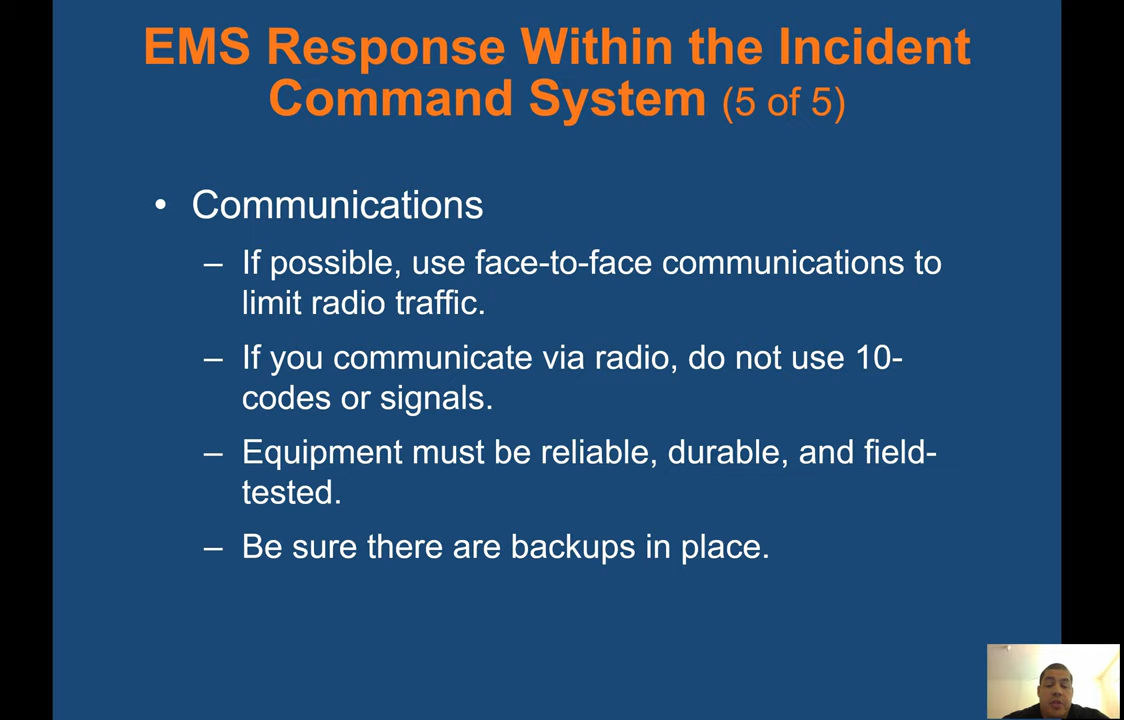 EMS Response Within the Incident
Command System (5 of 5)
• Communications
– If possible, use face-to-face communications to
limit radio traffic.
– If you communicate via radio, do not use 10-
codes or signals.
– Equipment must be reliable, durable, and field-
tested.
– Be sure there are backups in place.